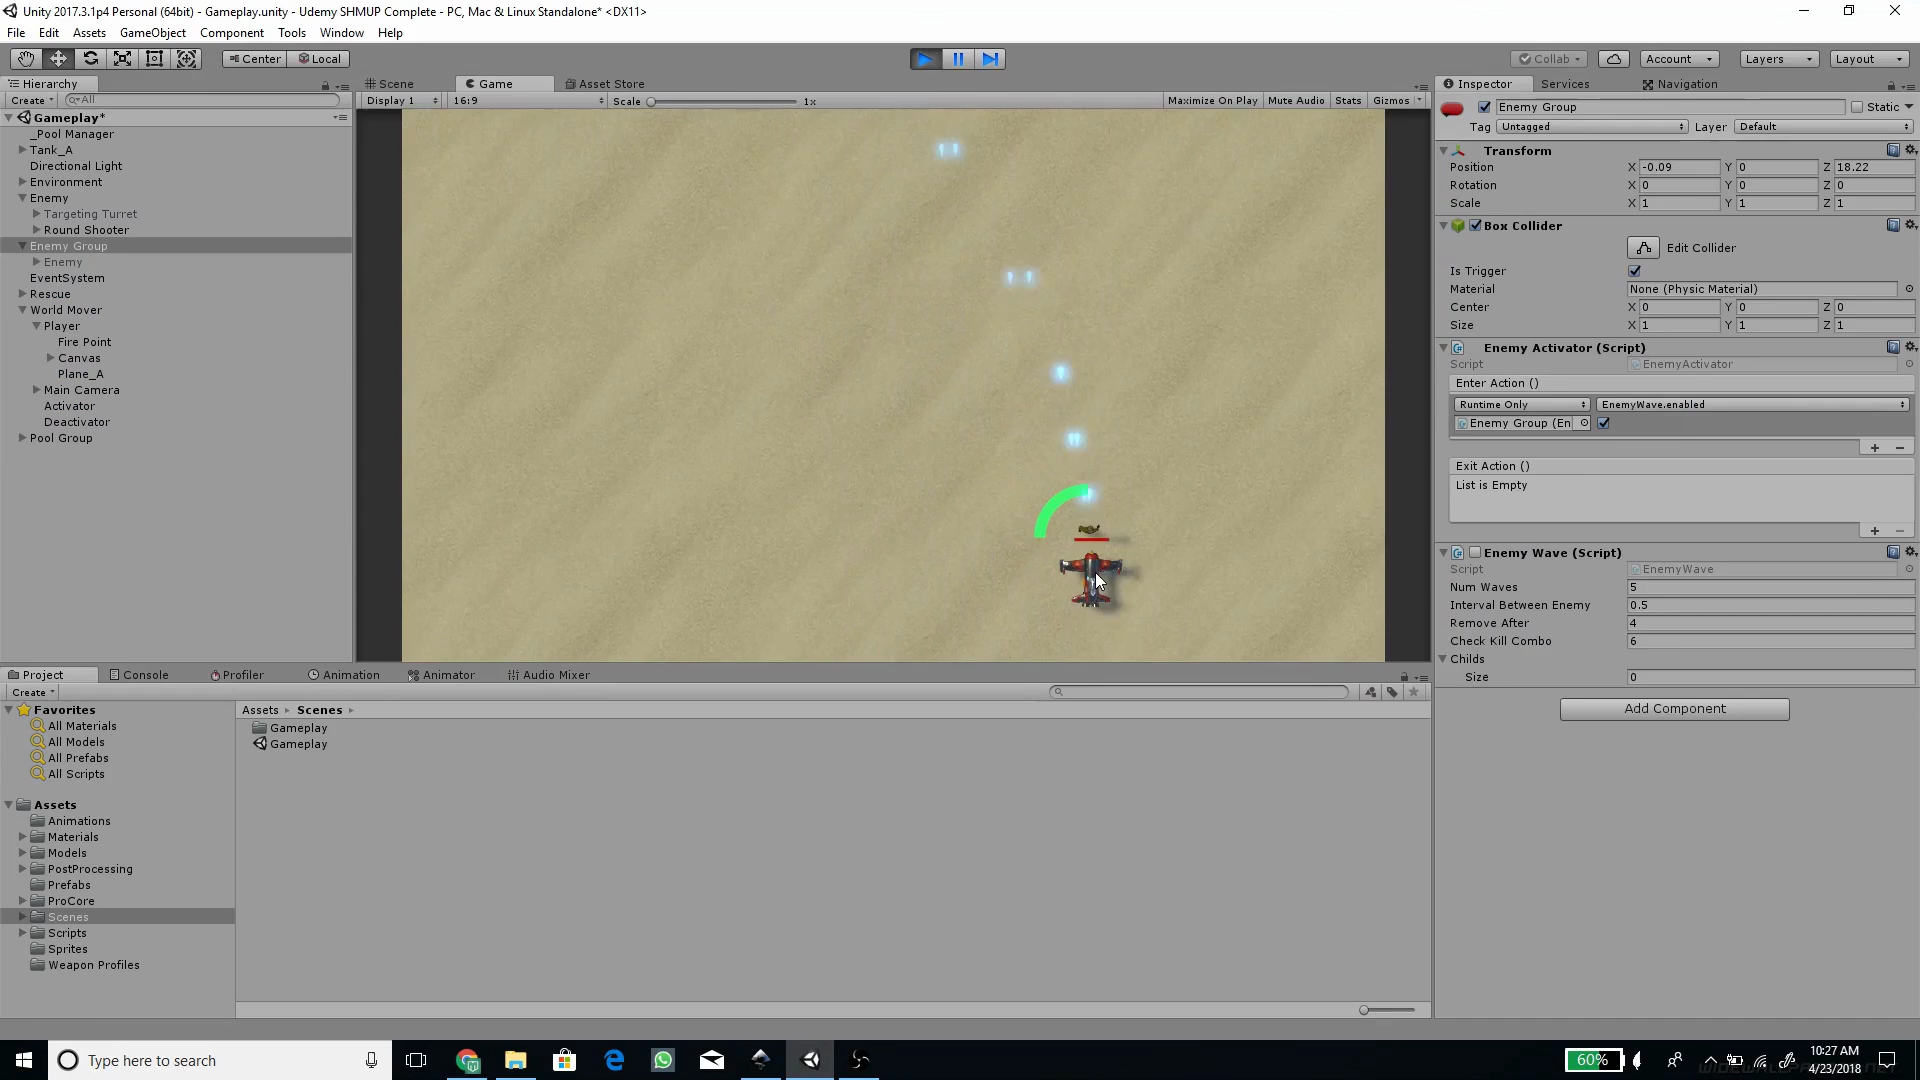 Unity 2017.3.1p4 Personal (64bit) - Gameplay.unity - Udemy SHMUP Complete - PC, Mac & Linux Standalone* <DX11>
File Edit Assets GameObject Component Tools Window Help
Center Local Collab Account Layers Layout
Hierarchy
Create All
Gameplay*
_Pool Manager
Tank_A
Directional Light
Environment
Enemy
Targeting Turret
Round Shooter
Enemy Group
Enemy
EventSystem
Rescue
World Mover
Player
Fire Point
Canvas
Plane_A
Main Camera
Activator
Deactivator
Pool Group
Scene Game Asset Store
Display 1 16:9 Scale 1x Maximize On Play Mute Audio Stats Gizmos
Inspector Services Navigation
Enemy Group Static
Tag Untagged Layer Default
Transform
Position X -0.09 Y 0 Z 18.22
Rotation X 0 Y 0 Z 0
Scale X 1 Y 1 Z 1
Box Collider
Edit Collider
Is Trigger
Material None (Physic Material)
Center X 0 Y 0 Z 0
Size X 1 Y 1 Z 1
Enemy Activator (Script)
Script EnemyActivator
Enter Action ()
Runtime Only EnemyWave.enabled
Enemy Group (En
Exit Action ()
List is Empty
Enemy Wave (Script)
Script EnemyWave
Num Waves 5
Interval Between Enemy 0.5
Remove After 4
Check Kill Combo 6
Childs
Size 0
Add Component
Project Console Profiler Animation Animator Audio Mixer
Create
Favorites
All Materials
All Models
All Prefabs
All Scripts
Assets
Animations
Materials
Models
PostProcessing
Prefabs
ProCore
Scenes
Scripts
Sprites
Weapon Profiles
Assets Scenes
Gameplay
Gameplay
Type here to search
60%
10:27 AM
4/23/2018